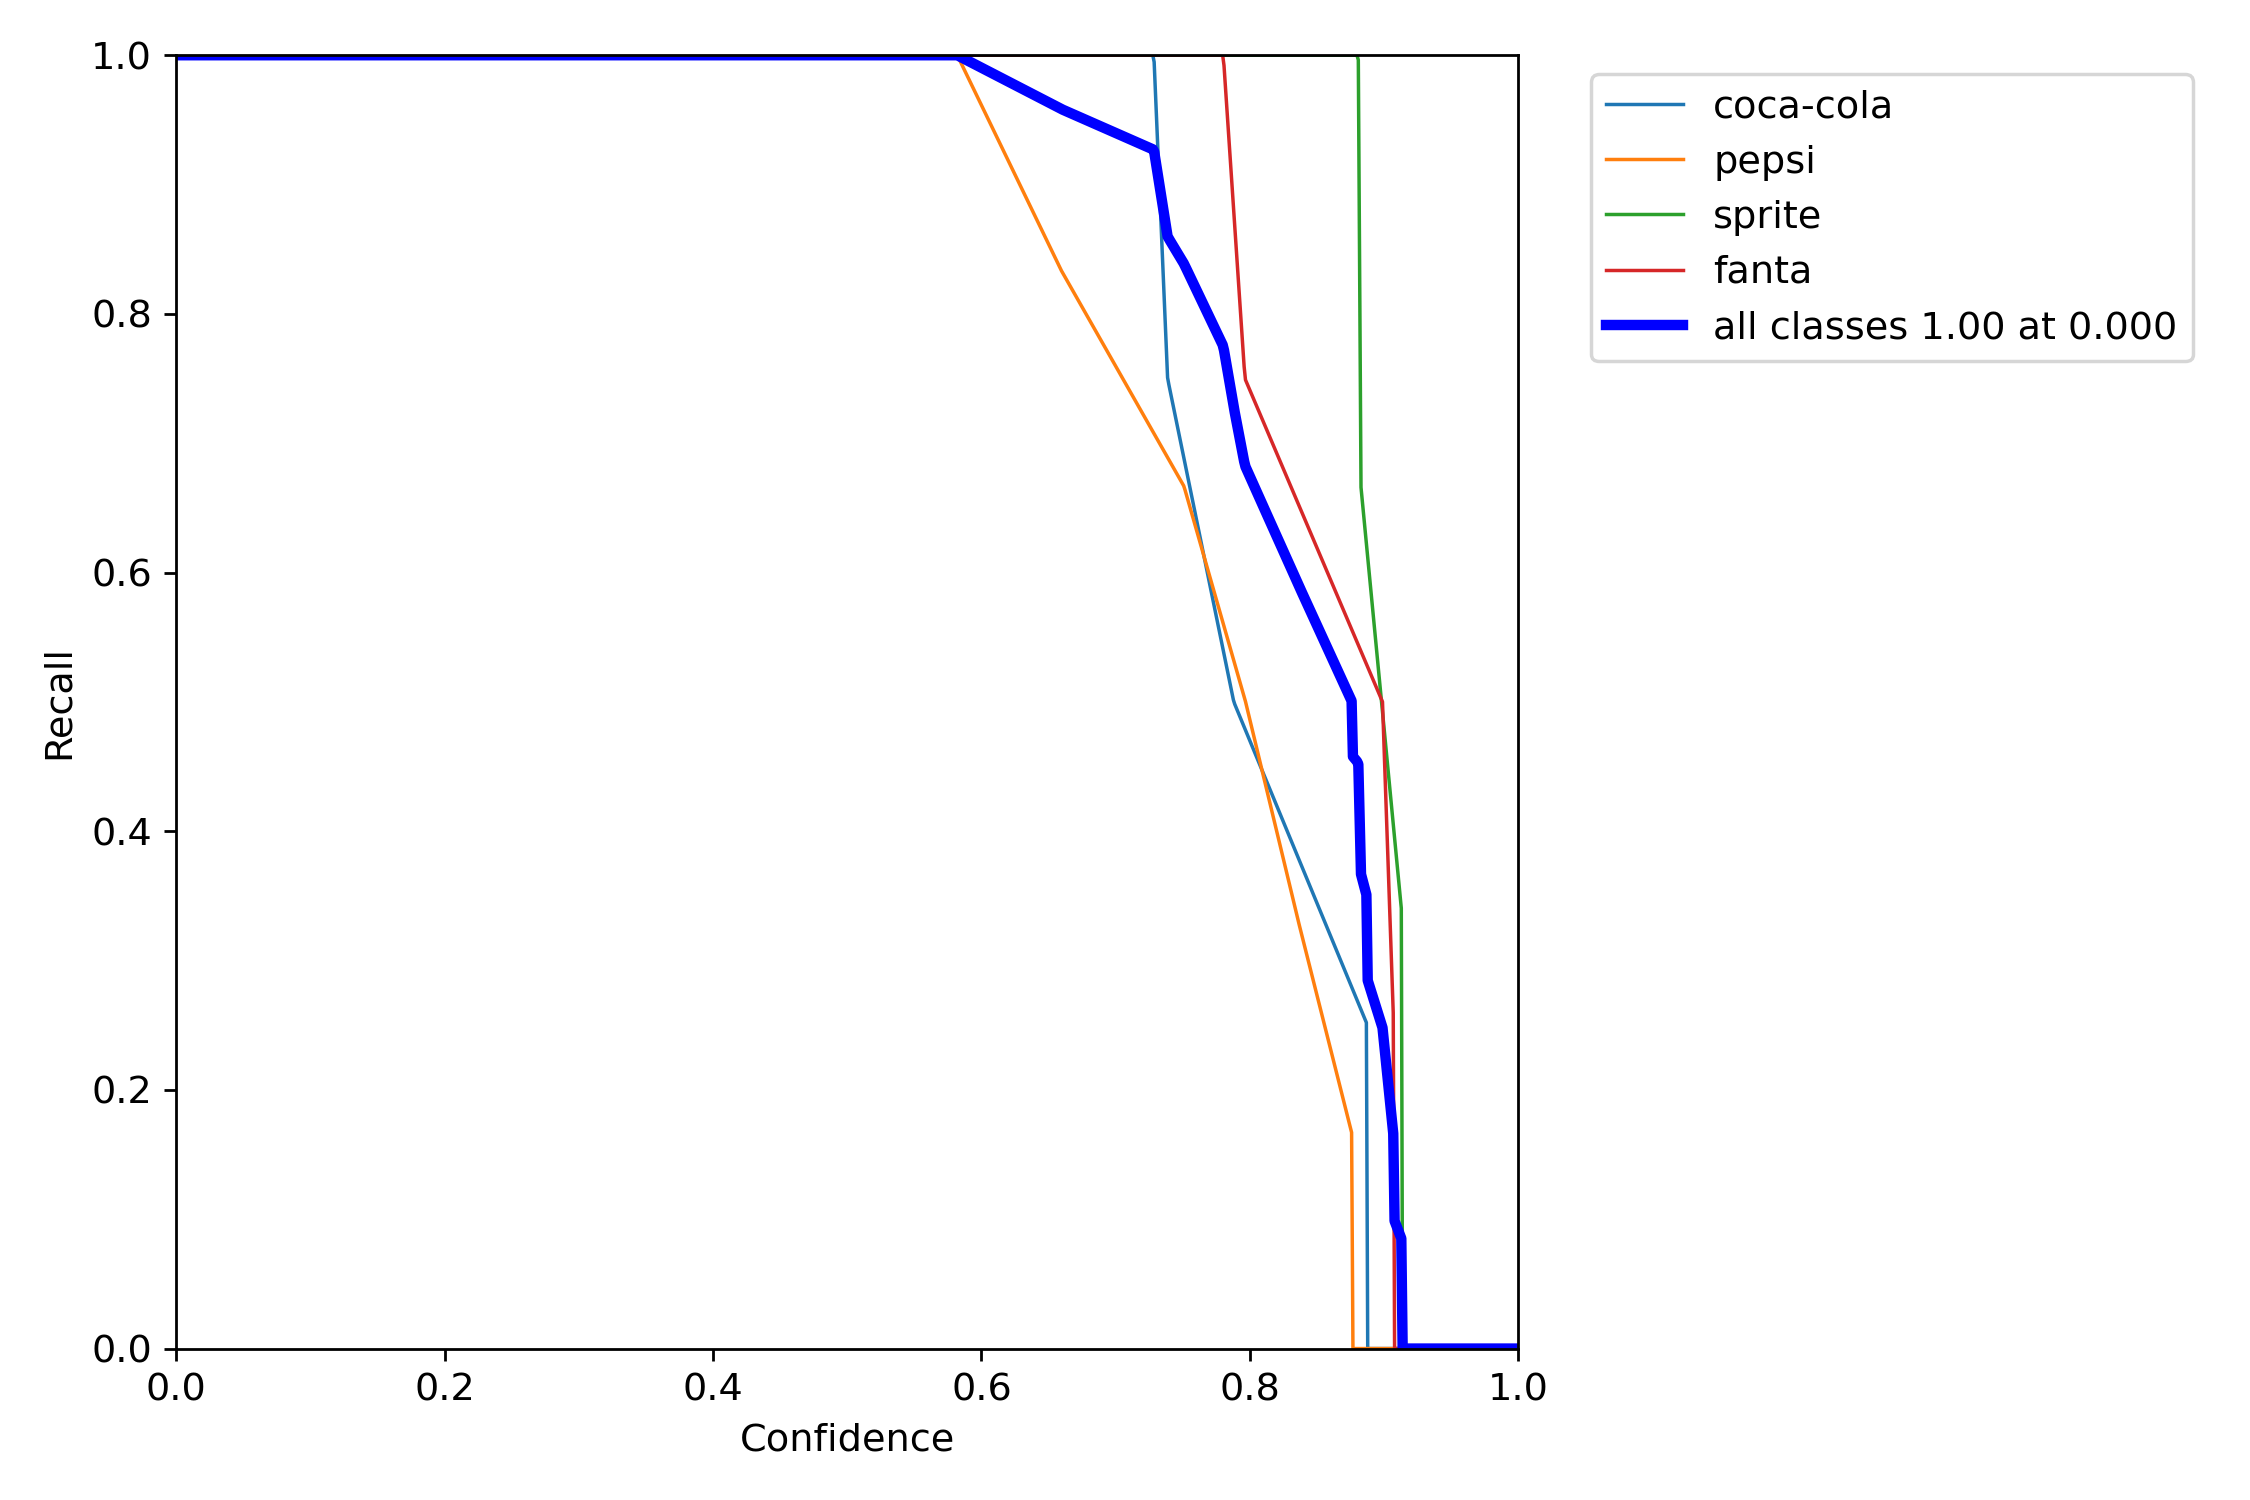 1.0
0.8
0.6
0.4
0.2
0.0
Recall
0.0 0.2 0.4 0.6 0.8 1.0
Confidence
coca-cola
pepsi
sprite
fanta
all classes 1.00 at 0.000